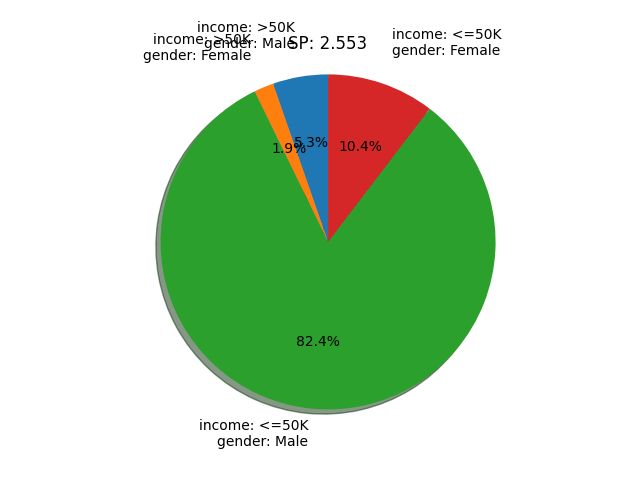 income: >50K
gender: Male
income: >50K
gender: Female
SP: 2.553
income: <=50K
gender: Female
5.3%
1.9%
10.4%
82.4%
income: <=50K
gender: Male